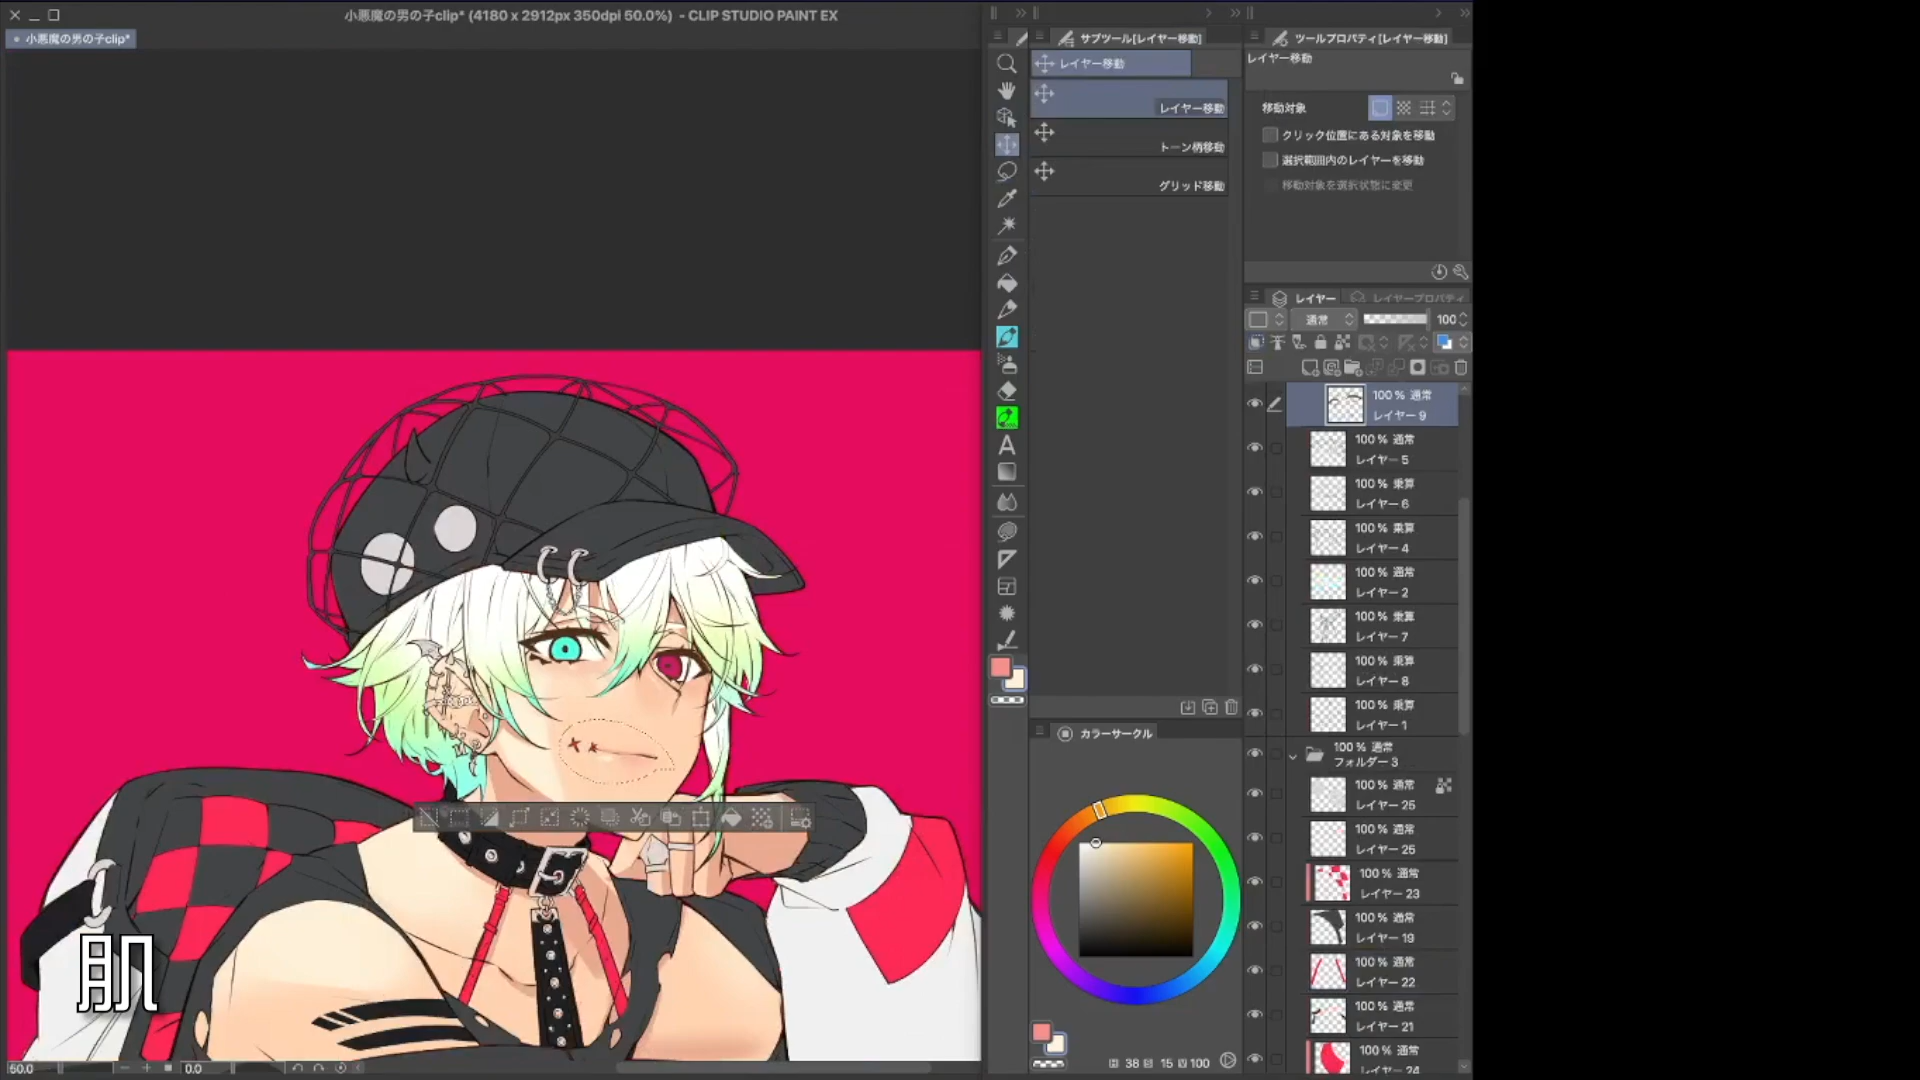 小悪魔の男の子clip* (4180 x 2912px 350dpi 50.0%) - CLIP STUDIO PAINT EX
小悪魔の男の子clip*
サブツール[レイヤー移動]
レイヤー移動
レイヤー移動
トーン柄移動
グリッド移動
ツールプロパティ[レイヤー移動]
レイヤー移動
移動対象
クリック位置にある対象を移動
選択範囲内のレイヤーを移動
移動対象を選択状態に変更
レイヤー
レイヤープロパティ
通常
100
100 % 通常
レイヤー 9
100 % 通常
レイヤー 5
100 % 乗算
レイヤー 6
100 % 乗算
レイヤー 4
100 % 通常
レイヤー 2
100 % 乗算
レイヤー 7
100 % 乗算
レイヤー 8
100 % 乗算
レイヤー 1
100 % 通常
フォルダー 3
100 % 通常
レイヤー 25
100 % 通常
レイヤー 25
100 % 通常
レイヤー 23
100 % 通常
レイヤー 19
100 % 通常
レイヤー 22
100 % 通常
レイヤー 21
100 % 通常
レイヤー 24
カラーサークル
H 38 S 15 V 100
肌
50.0
0.0